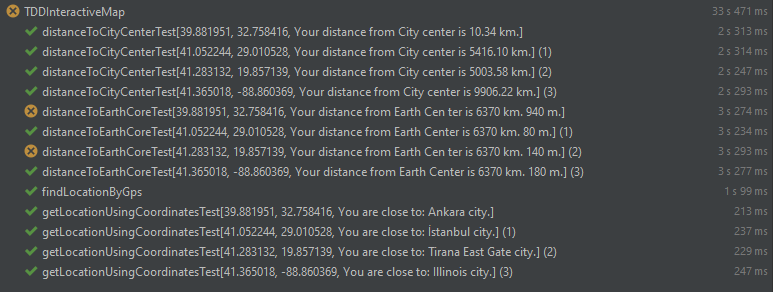 TDDInteractiveMap 33 s 471 ms
distanceToCityCenterTest[39.881951, 32.758416, Your distance from City center is 10.34 km.] 2 s 313 ms
distanceToCityCenterTest[41.052244, 29.010528, Your distance from City center is 5416.10 km.] (1) 2 s 314 ms
distanceToCityCenterTest[41.283132, 19.857139, Your distance from City center is 5003.58 km.] (2) 2 s 247 ms
distanceToCityCenterTest[41.365018, -88.860369, Your distance from City center is 9906.22 km.] (3) 2 s 293 ms
distanceToEarthCoreTest[39.881951, 32.758416, Your distance from Earth Cen ter is 6370 km. 940 m.] 3 s 274 ms
distanceToEarthCoreTest[41.052244, 29.010528, Your distance from Earth Center is 6370 km. 80 m.] (1) 3 s 234 ms
distanceToEarthCoreTest[41.283132, 19.857139, Your distance from Earth Cen ter is 6370 km. 140 m.] (2) 3 s 293 ms
distanceToEarthCoreTest[41.365018, -88.860369, Your distance from Earth Center is 6370 km. 180 m.] (3) 3 s 277 ms
findLocationByGps 1 s 99 ms
getLocationUsingCoordinatesTest[39.881951, 32.758416, You are close to: Ankara city.] 213 ms
getLocationUsingCoordinatesTest[41.052244, 29.010528, You are close to: İstanbul city.] (1) 237 ms
getLocationUsingCoordinatesTest[41.283132, 19.857139, You are close to: Tirana East Gate city.] (2) 229 ms
getLocationUsingCoordinatesTest[41.365018, -88.860369, You are close to: Illinois city.] (3) 247 ms